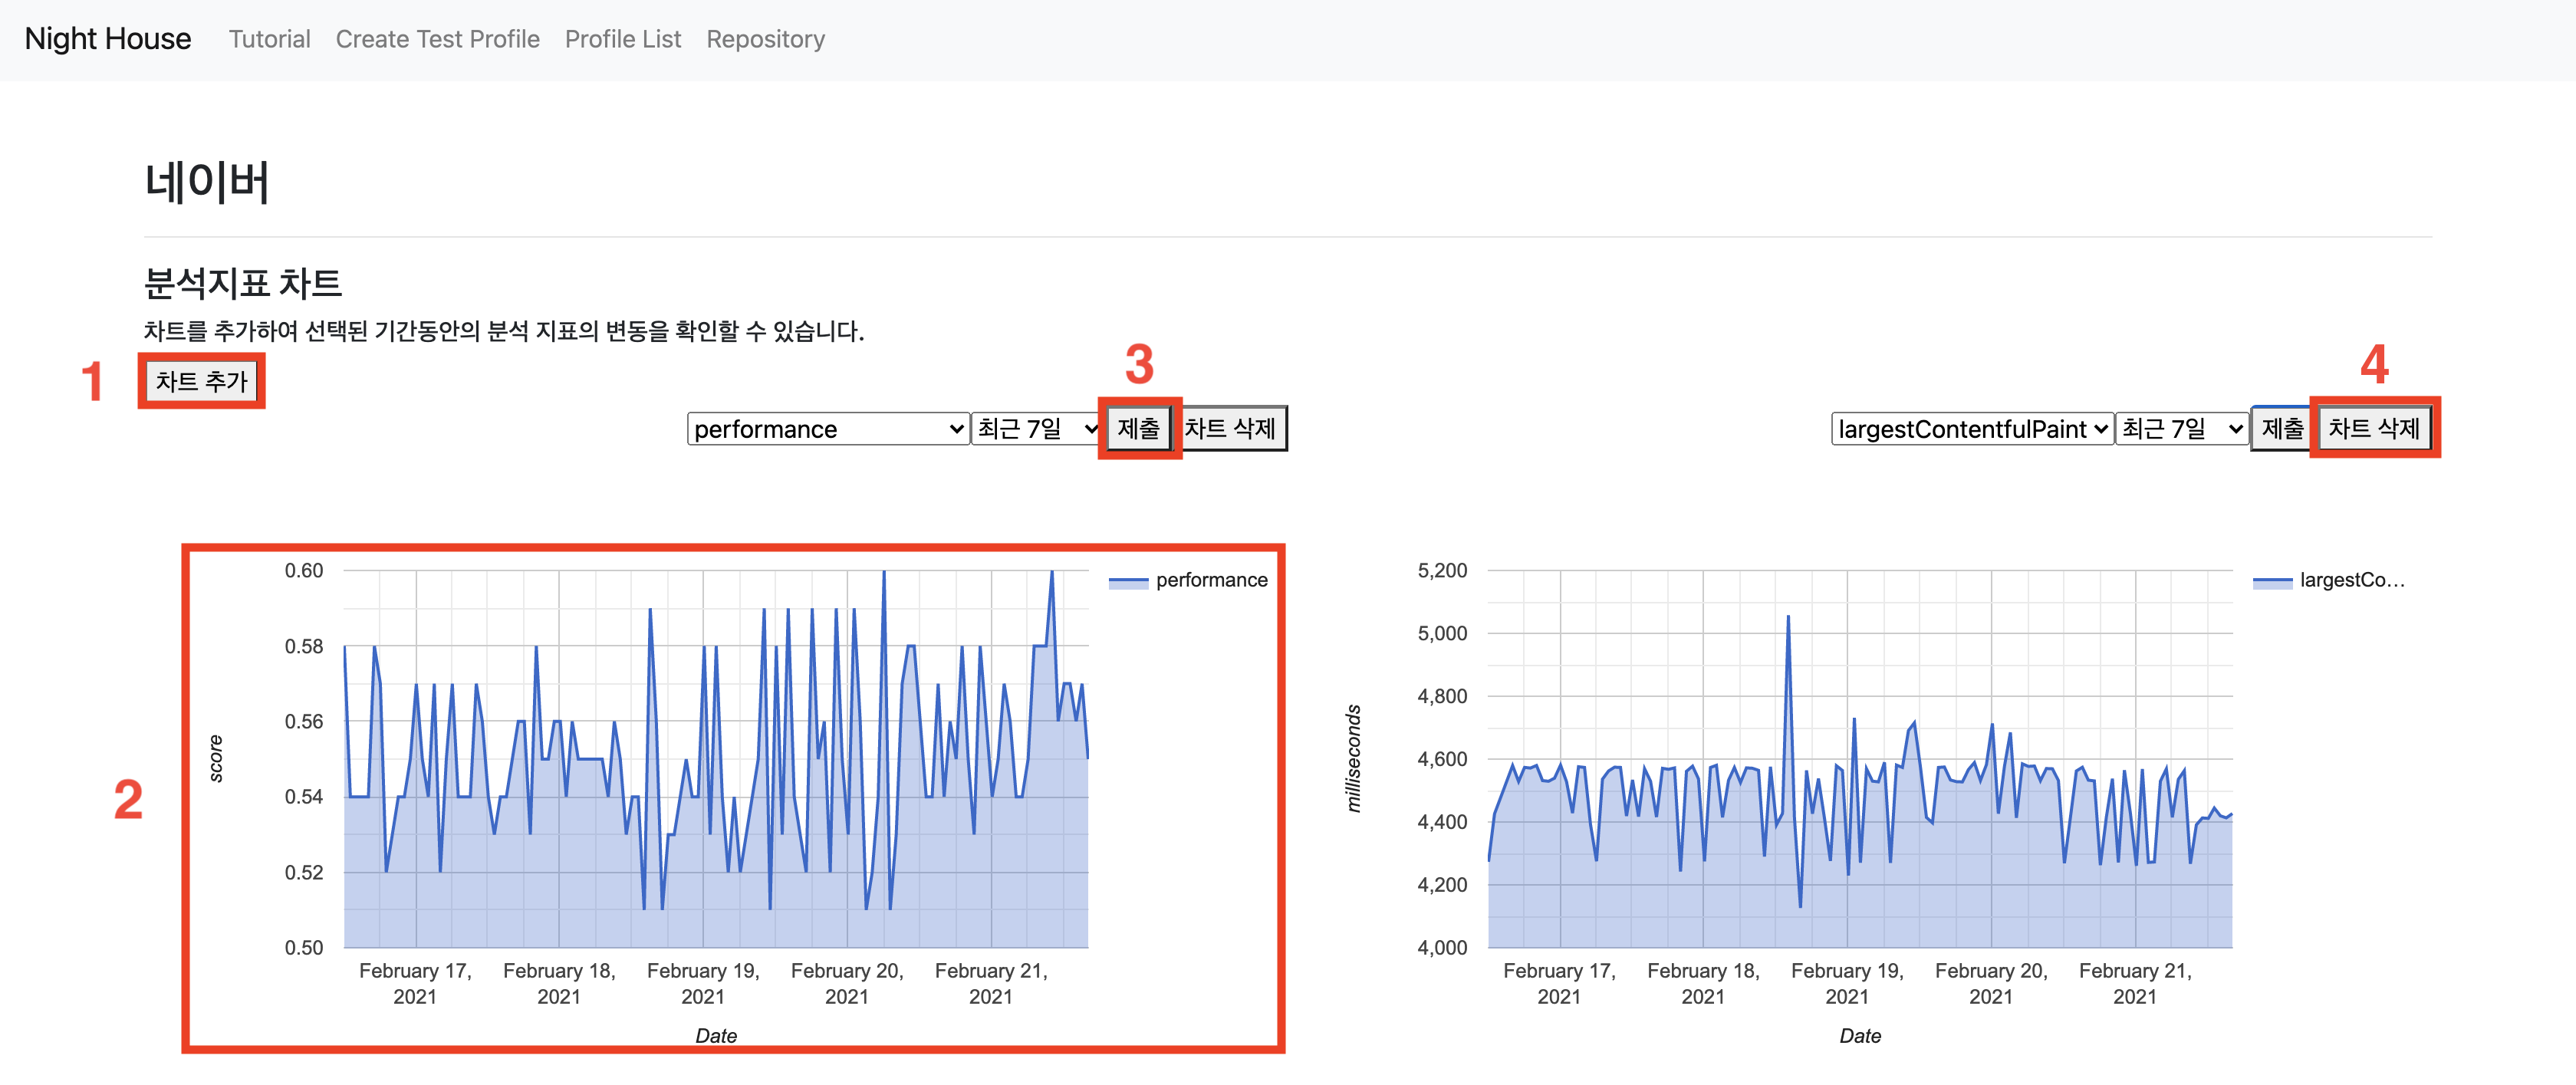 Night House Tutorial Create Test Profile Profile List Repository
네이버
분석지표 차트
차트를 추가하여 선택된 기간동안의 분석 지표의 변동을 확인할 수 있습니다.
1 차트 추가
3
4
performance 최근 7일 제출 차트 삭제
largestContentfulPaint 최근 7일 제출 차트 삭제
2
score
0.60
0.58
0.56
0.54
0.52
0.50
performance
February 17, 2021
February 18, 2021
February 19, 2021
February 20, 2021
February 21, 2021
Date
milliseconds
5,200
5,000
4,800
4,600
4,400
4,200
4,000
largestCo...
February 17, 2021
February 18, 2021
February 19, 2021
February 20, 2021
February 21, 2021
Date